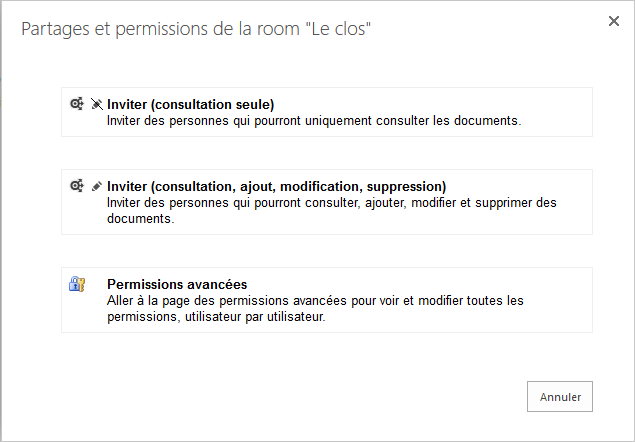 Partages et permissions de la room "Le clos"
Inviter (consultation seule)
Inviter des personnes qui pourront uniquement consulter les documents.
Inviter (consultation, ajout, modification, suppression)
Inviter des personnes qui pourront consulter, ajouter, modifier et supprimer des
documents.
Permissions avancées
Aller à la page des permissions avancées pour voir et modifier toutes les
permissions, utilisateur par utilisateur.
Annuler